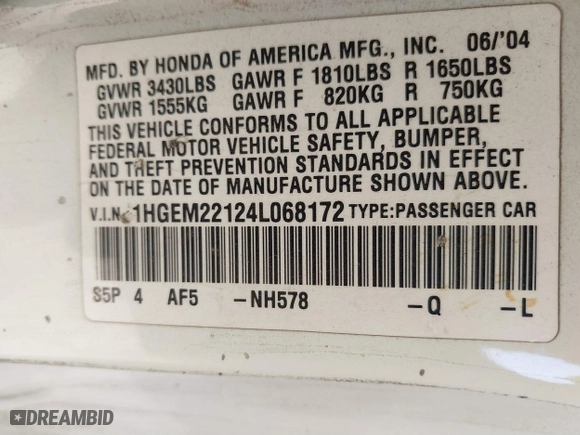 MFD. BY HONDA OF AMERICA MFG., INC. 06/'04
GVWR 3430LBS GAWR F 1810LBS R 1650LBS
GVWR 1555KG GAWR F 820KG R 750KG
THIS VEHICLE CONFORMS TO ALL APPLICABLE
FEDERAL MOTOR VEHICLE SAFETY, BUMPER,
AND THEFT PREVENTION STANDARDS IN EFFECT
ON THE DATE OF MANUFACTURE SHOWN ABOVE.
V.I.N. 1HGEM22124L068172 TYPE:PASSENGER CAR
S5P 4 AF5 -NH578 -Q -L
DREAMBID